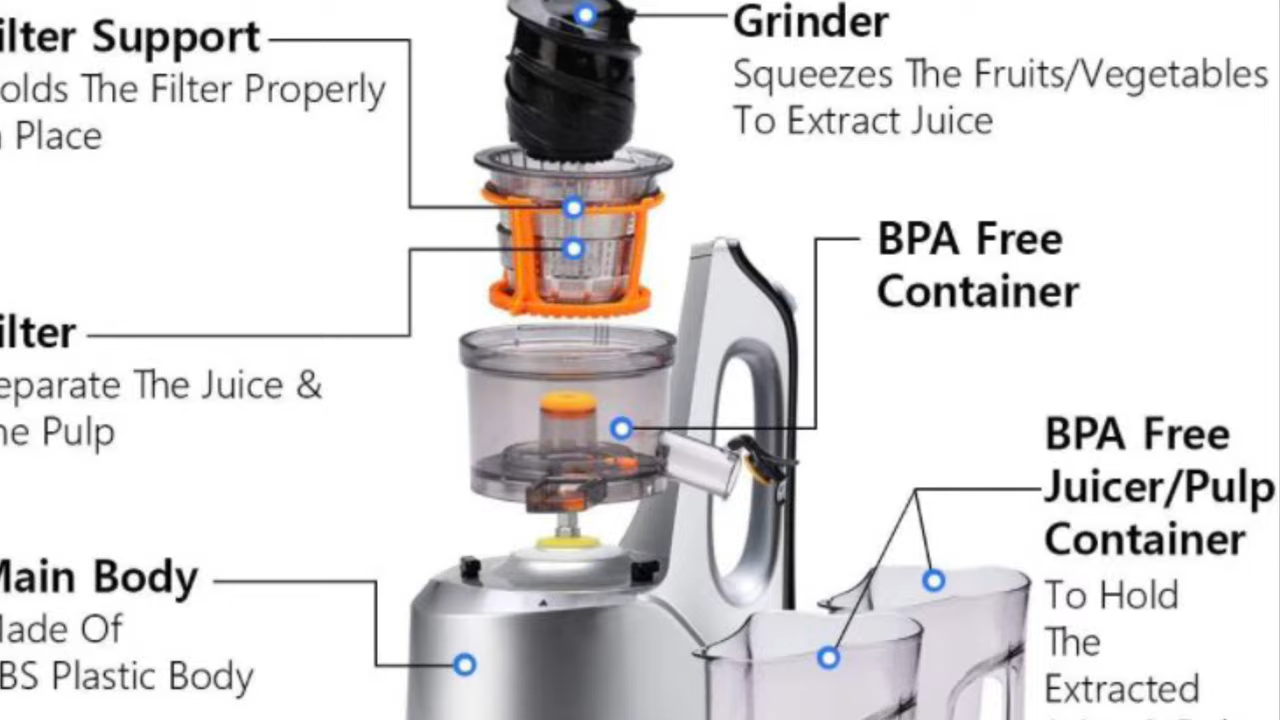 ilter Support
olds The Filter Properly
Place
Grinder
Squeezes The Fruits/Vegetables
To Extract Juice
BPA Free
Container
ilter
eparate The Juice &
he Pulp
BPA Free
Juicer/Pulp
Container
To Hold
The
Extracted
Main Body
Made Of
BS Plastic Body